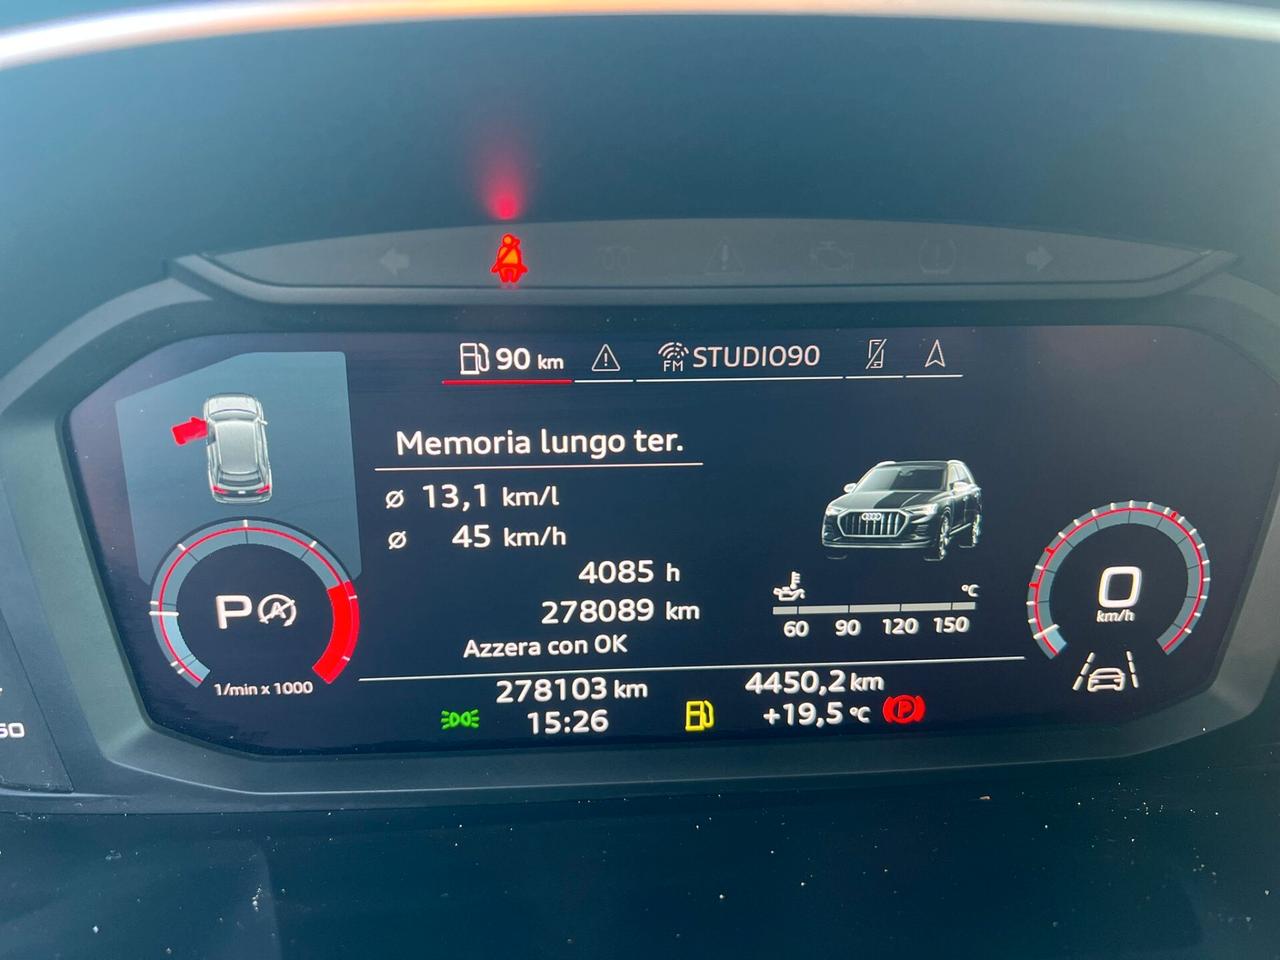 90 km
FM STUDIO90
Memoria lungo ter.
ø 13,1 km/l
ø 45 km/h
4085 h
278089 km
Azzera con OK
P A
1/min x 1000
°C
60 90 120 150
0
km/h
278103 km
4450,2 km
15:26
+19,5 °C
P